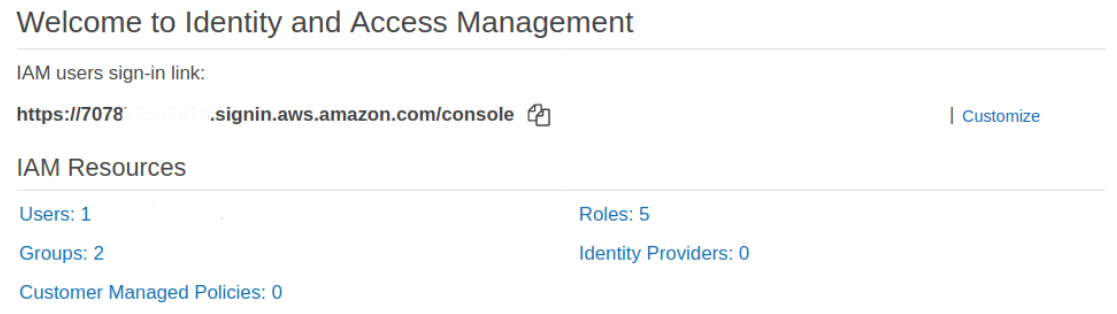 Welcome to Identity and Access Management
IAM users sign-in link:
https://7078 .signin.aws.amazon.com/console
| Customize
IAM Resources
Users: 1
Roles: 5
Groups: 2
Identity Providers: 0
Customer Managed Policies: 0